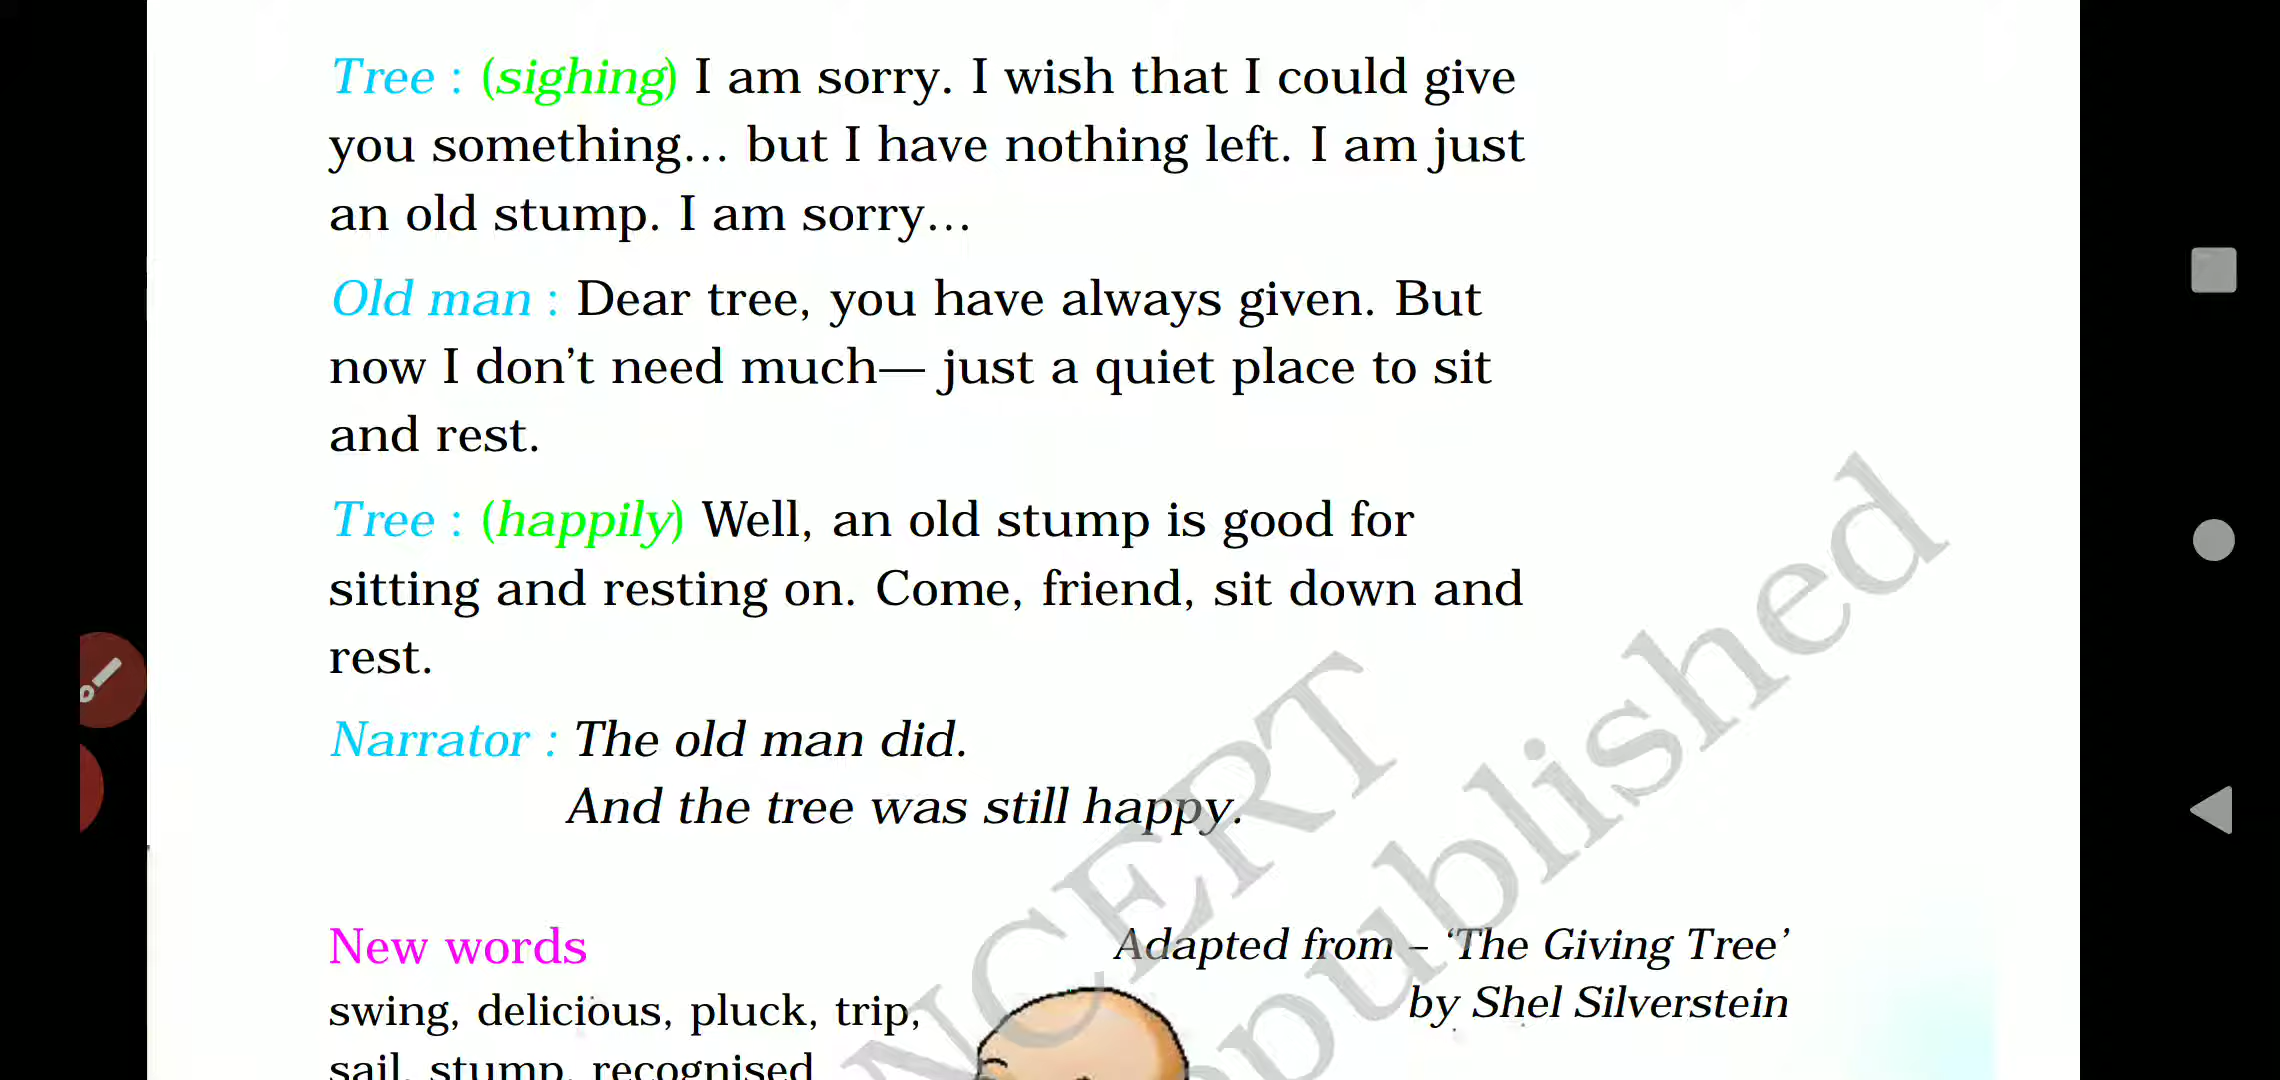 Tree : (sighing) I am sorry. I wish that I could give
you something... but I have nothing left. I am just
an old stump. I am sorry...
Old man : Dear tree, you have always given. But
now I don't need much— just a quiet place to sit
and rest.
Tree : (happily) Well, an old stump is good for
sitting and resting on. Come, friend, sit down and
rest.
Narrator : The old man did.
And the tree was still happy.
New words
Adapted from – ‘The Giving Tree’
by Shel Silverstein
swing, delicious, pluck, trip,
sail, stump, recognised
NCERT
published